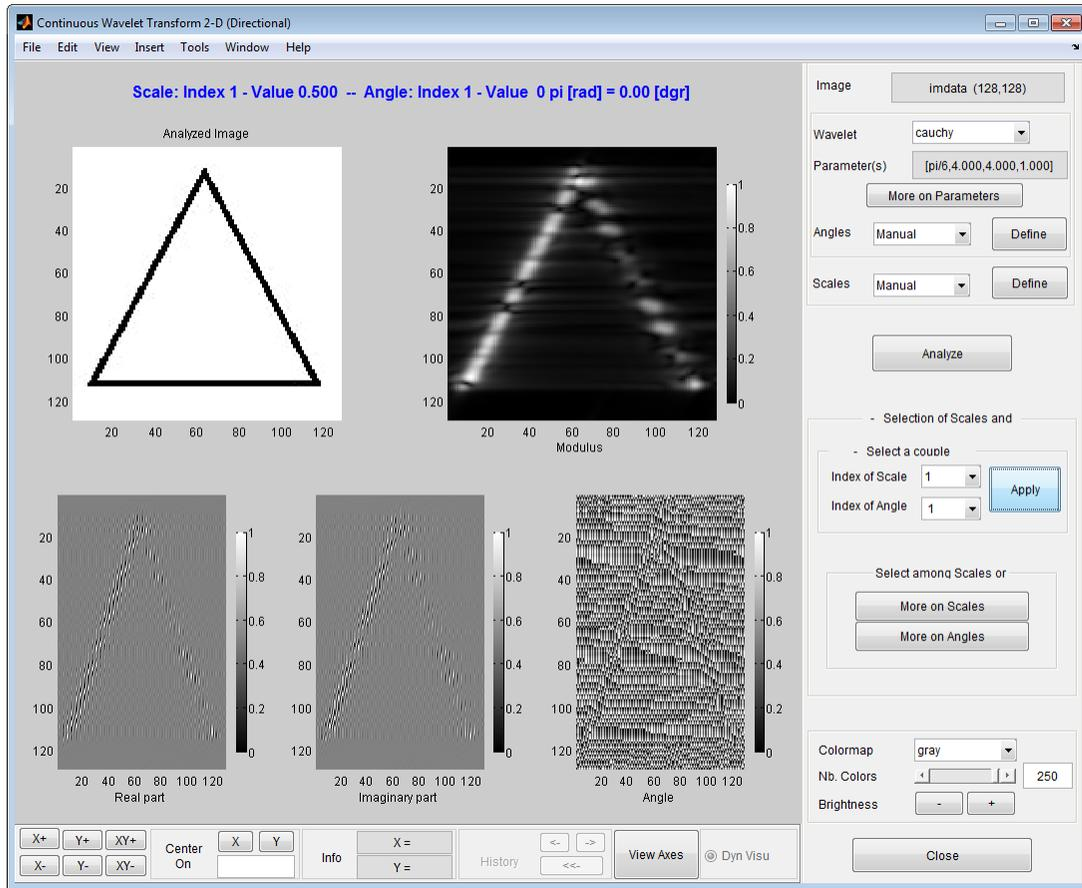 Continuous Wavelet Transform 2-D (Directional)
File Edit View Insert Tools Window Help
Scale: Index 1 - Value 0.500 -- Angle: Index 1 - Value 0 pi [rad] = 0.00 [dgr]
Analyzed Image
20
40
60
80
100
120
20 40 60 80 100 120
20
40
60
80
100
120
20 40 60 80 100 120
Modulus
1
0.8
0.6
0.4
0.2
0
20
40
60
80
100
120
20 40 60 80 100 120
Real part
1
0.8
0.6
0.4
0.2
0
20
40
60
80
100
120
20 40 60 80 100 120
Imaginary part
1
0.8
0.6
0.4
0.2
0
20
40
60
80
100
120
20 40 60 80 100 120
Angle
1
0.8
0.6
0.4
0.2
0
Image imdata (128,128)
Wavelet cauchy
Parameter(s) [pi/6,4.000,4.000,1.000]
More on Parameters
Angles Manual Define
Scales Manual Define
Analyze
- Selection of Scales and
- Select a couple
Index of Scale 1
Apply
Index of Angle 1
Select among Scales or
More on Scales
More on Angles
Colormap gray
Nb. Colors 250
Brightness - +
Close
X+ Y+ XY+
X- Y- XY-
Center
On
X Y
Info
X =
Y =
History
<- ->
<<-
View Axes
Dyn Visu